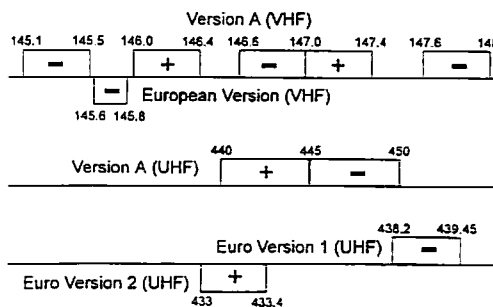 Version A (VHF)
145.1 145.5 146.0 146.4 146.6 147.0 147.4 147.6
- + - + -
- European Version (VHF)
145.6 145.8
440 445 450
Version A (UHF) + -
438.2 439.45
Euro Version 1 (UHF) -
Euro Version 2 (UHF) +
433 433.4